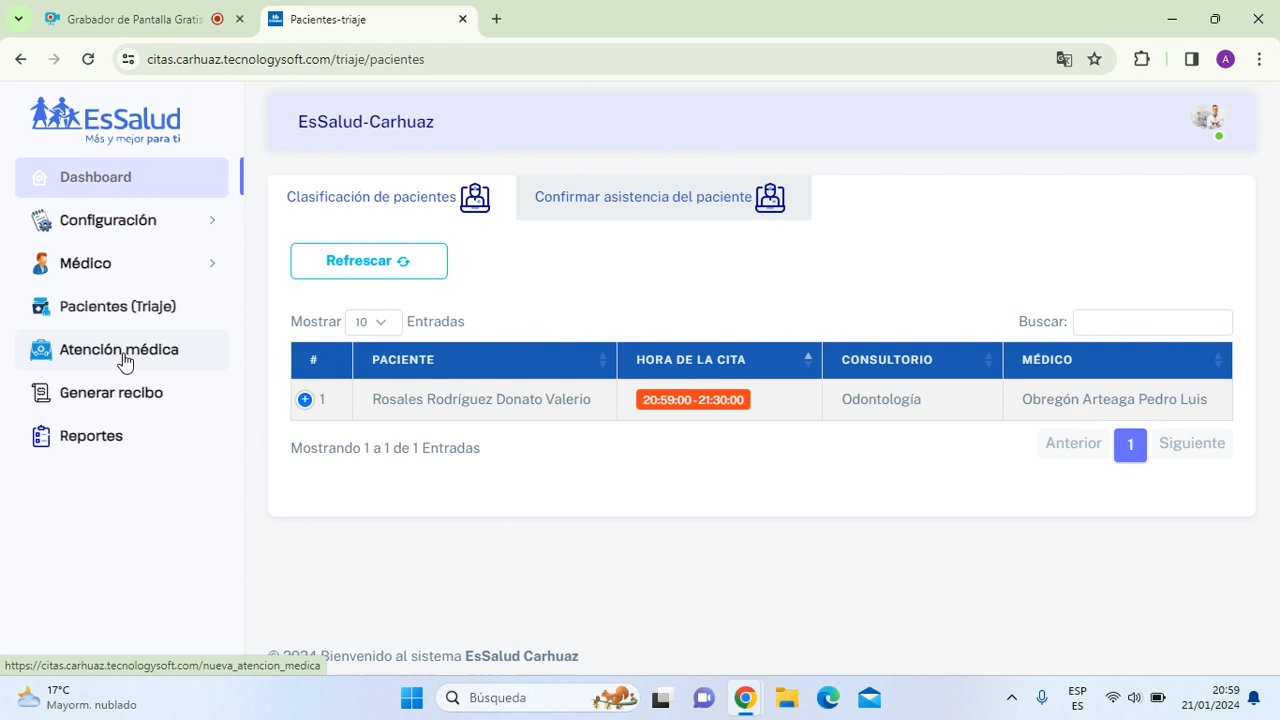 Grabador de Pantalla Gratis
Pacientes-triaje
citas.carhuaz.tecnologysoft.com/triaje/pacientes
A
EsSalud
Más y mejor para ti
EsSalud-Carhuaz
Dashboard
Configuración
Médico
Pacientes (Triaje)
Atención médica
Generar recibo
Reportes
Clasificación de pacientes
Confirmar asistencia del paciente
Refrescar
Mostrar 10 Entradas
Buscar:
# PACIENTE HORA DE LA CITA CONSULTORIO MÉDICO
1 Rosales Rodríguez Donato Valerio 20:59:00 - 21:30:00 Odontología Obregón Arteaga Pedro Luis
Mostrando 1 a 1 de 1 Entradas
Anterior 1 Siguiente
© 2024 Bienvenido al sistema EsSalud Carhuaz
https://citas.carhuaz.tecnologysoft.com/nueva_atencion_medica
17°C
Mayorm. nublado
Búsqueda
ESP
ES
20:59
21/01/2024